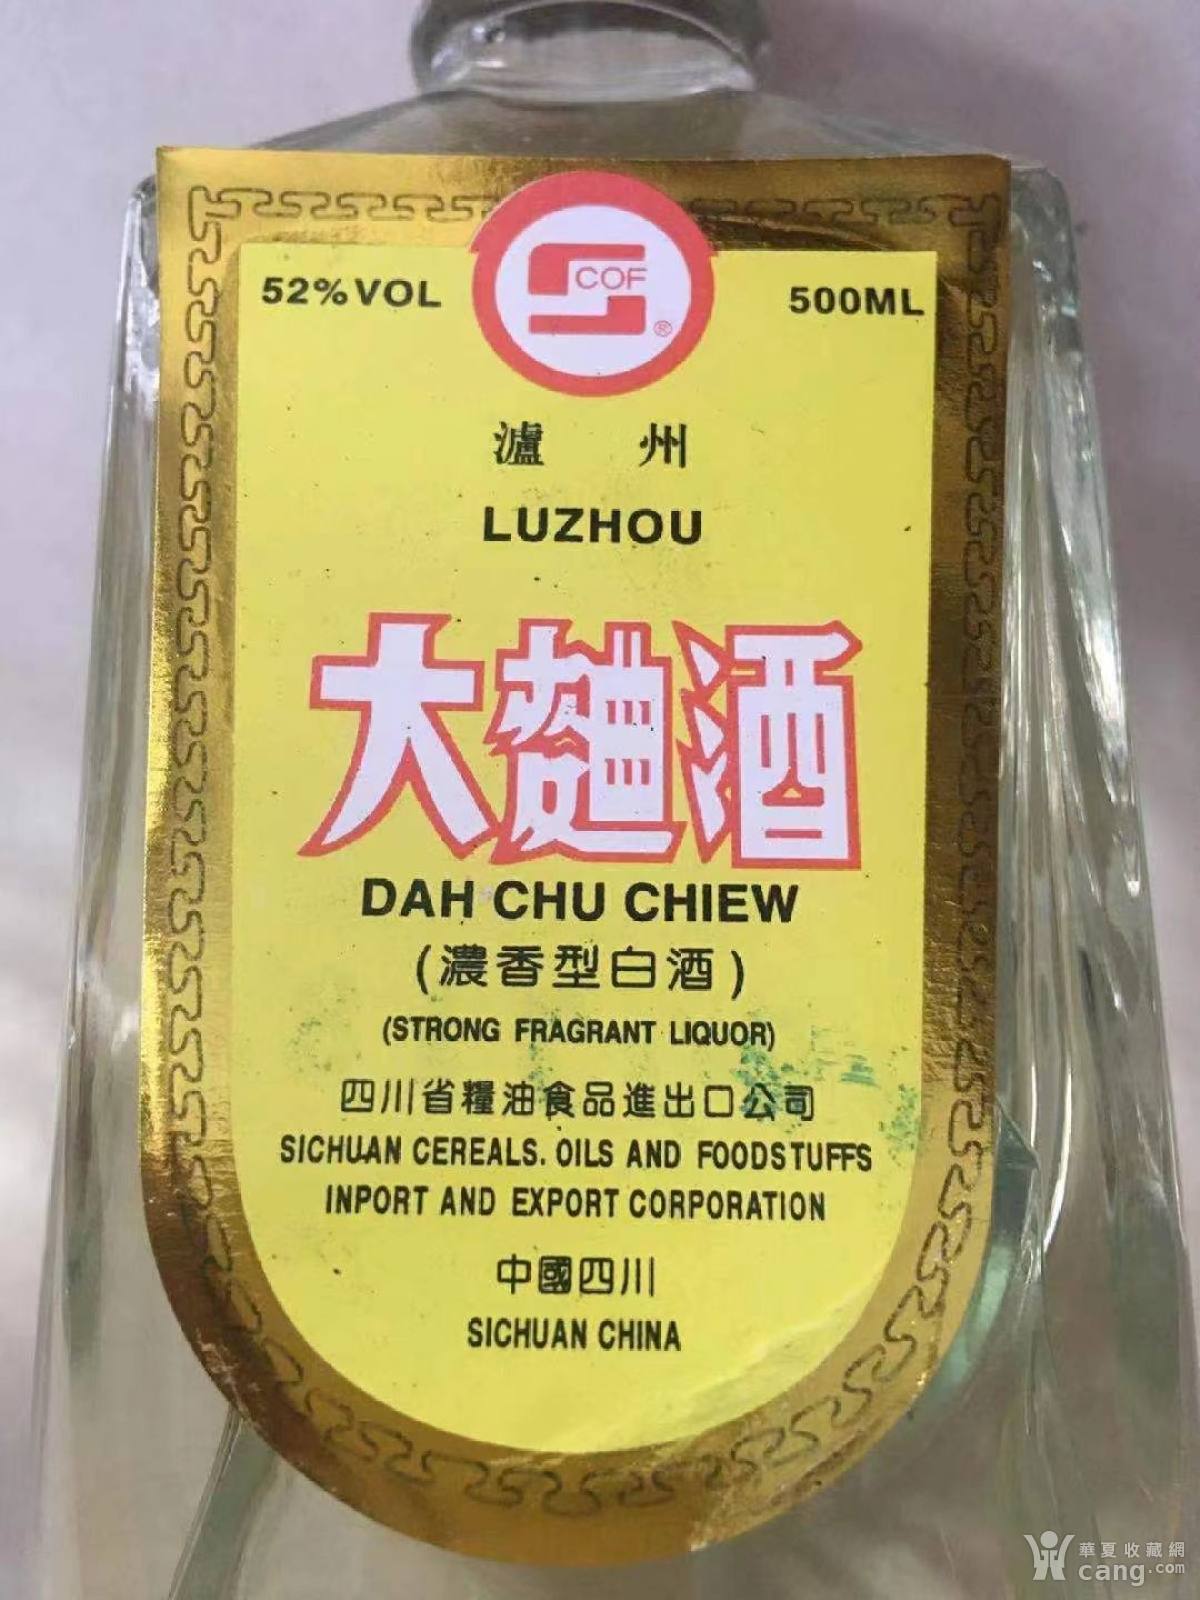 52%VOL
SCOF®
500ML
瀘州
LUZHOU
大麯酒
DAH CHU CHIEW
(濃香型白酒)
(STRONG FRAGRANT LIQUOR)
四川省糧油食品進出口公司
SICHUAN CEREALS. OILS AND FOODSTUFFS
INPORT AND EXPORT CORPORATION
中國四川
SICHUAN CHINA
華夏收藏網
cang.com